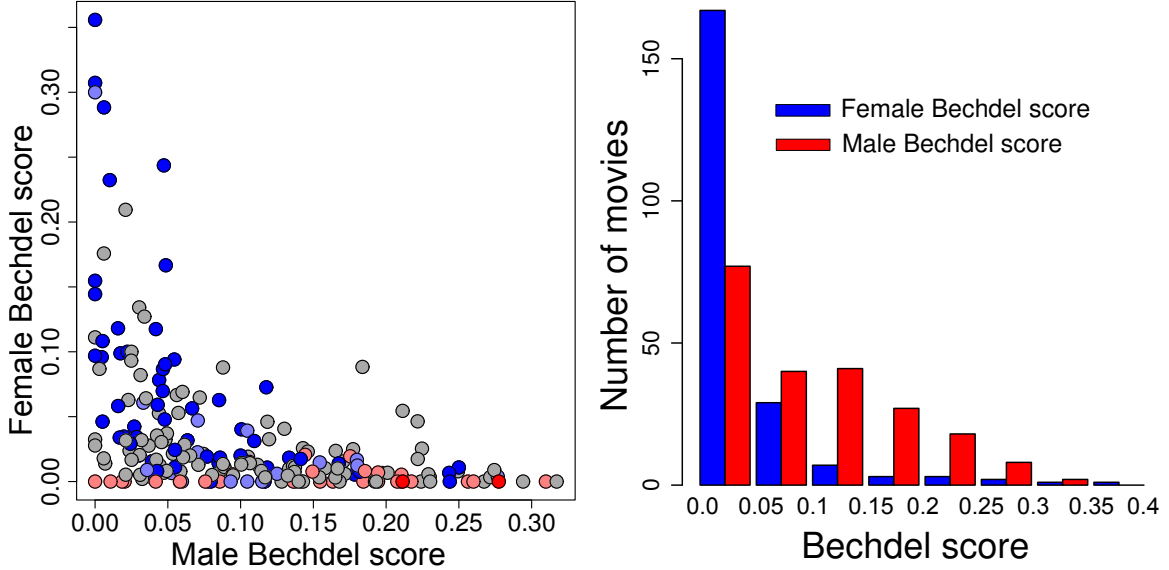 Female Bechdel score
0.30
0.20
0.10
0.00
0.00 0.05 0.10 0.15 0.20 0.25 0.30
Male Bechdel score
Number of movies
150
100
50
0
Female Bechdel score
Male Bechdel score
0.0 0.05 0.1 0.15 0.2 0.25 0.3 0.35 0.4
Bechdel score